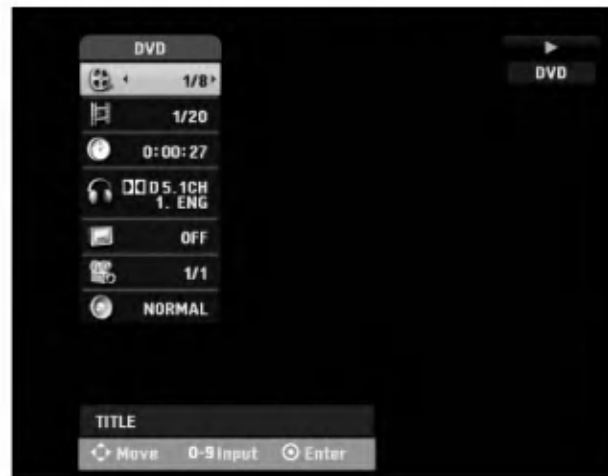 DVD
1/8
1/20
0:00:27
D 5.1CH
1. ENG
OFF
1/1
NORMAL
DVD
TITLE
Move 0-9 Input Enter